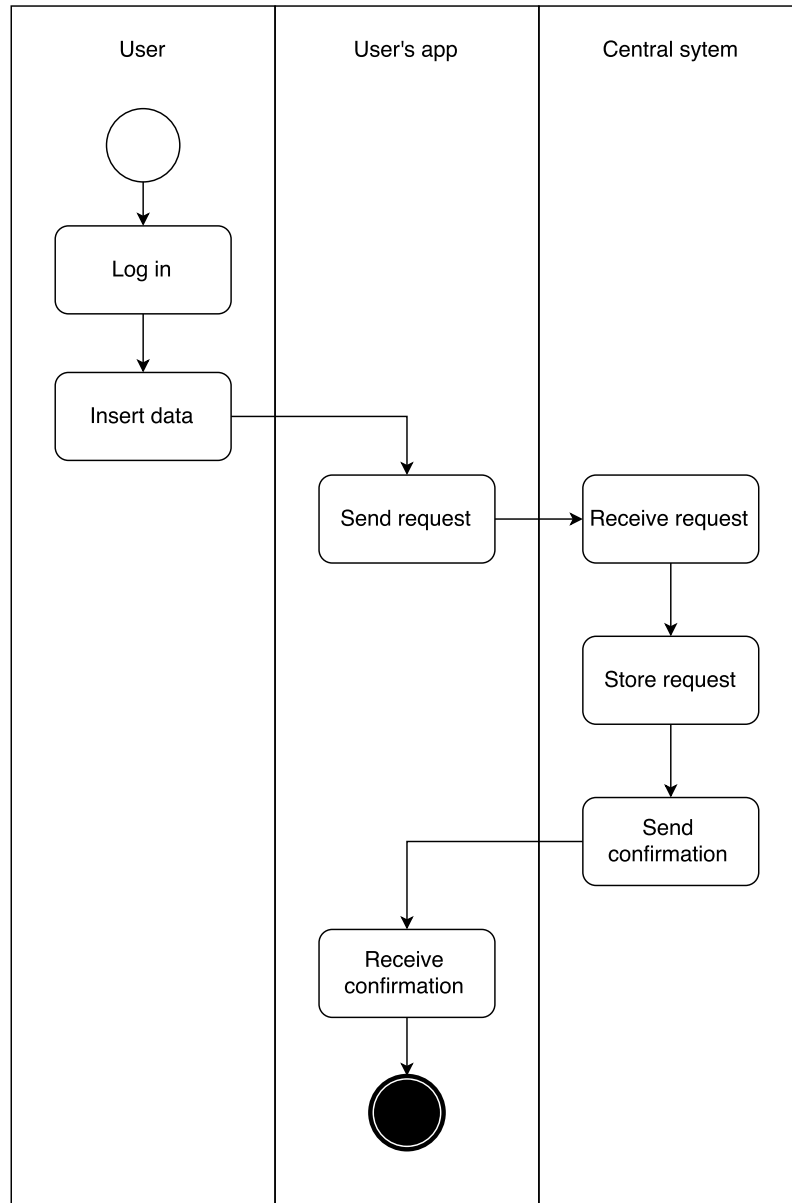 User
User's app
Central sytem
Log in
Insert data
Send request
Receive request
Store request
Send
confirmation
Receive
confirmation